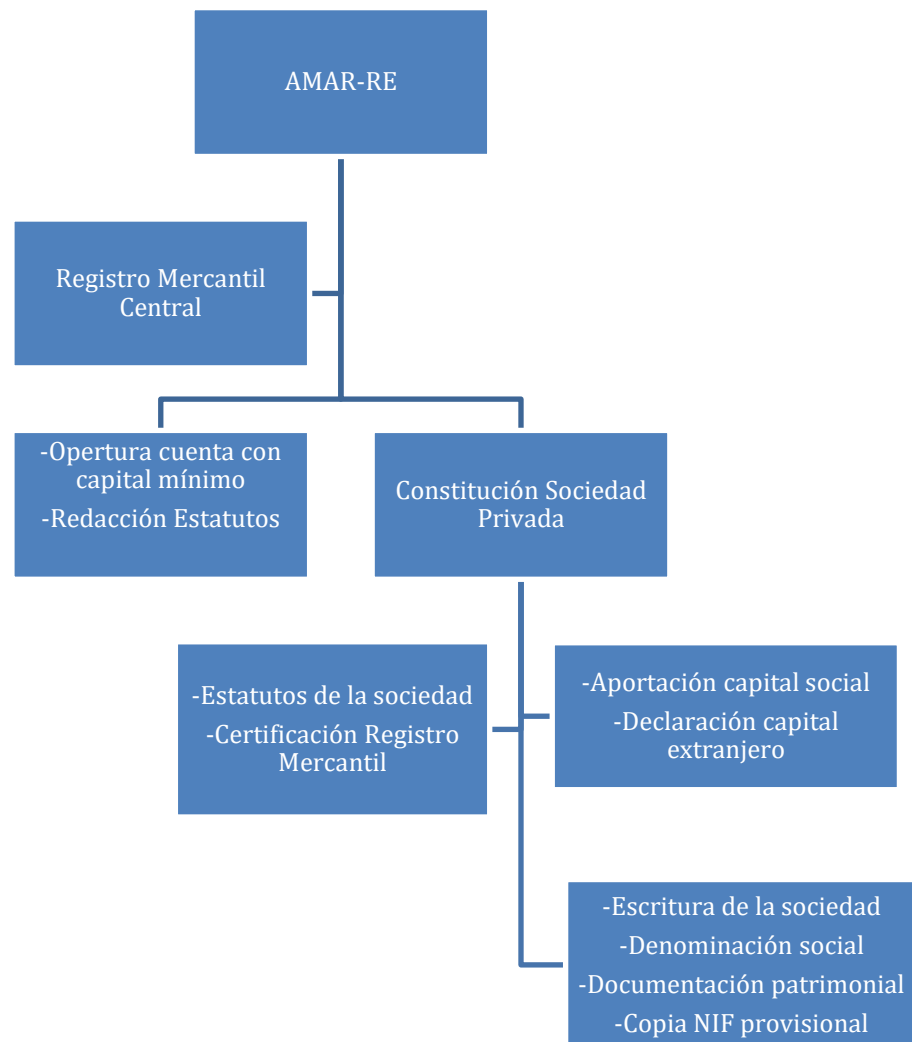 AMAR-RE
Registro Mercantil
Central
-Opertura cuenta con
capital mínimo
-Redacción Estatutos
Constitución Sociedad
Privada
-Estatutos de la sociedad
-Certificación Registro
Mercantil
-Aportación capital social
-Declaración capital
extranjero
-Escritura de la sociedad
-Denominación social
-Documentación patrimonial
-Copia NIF provisional